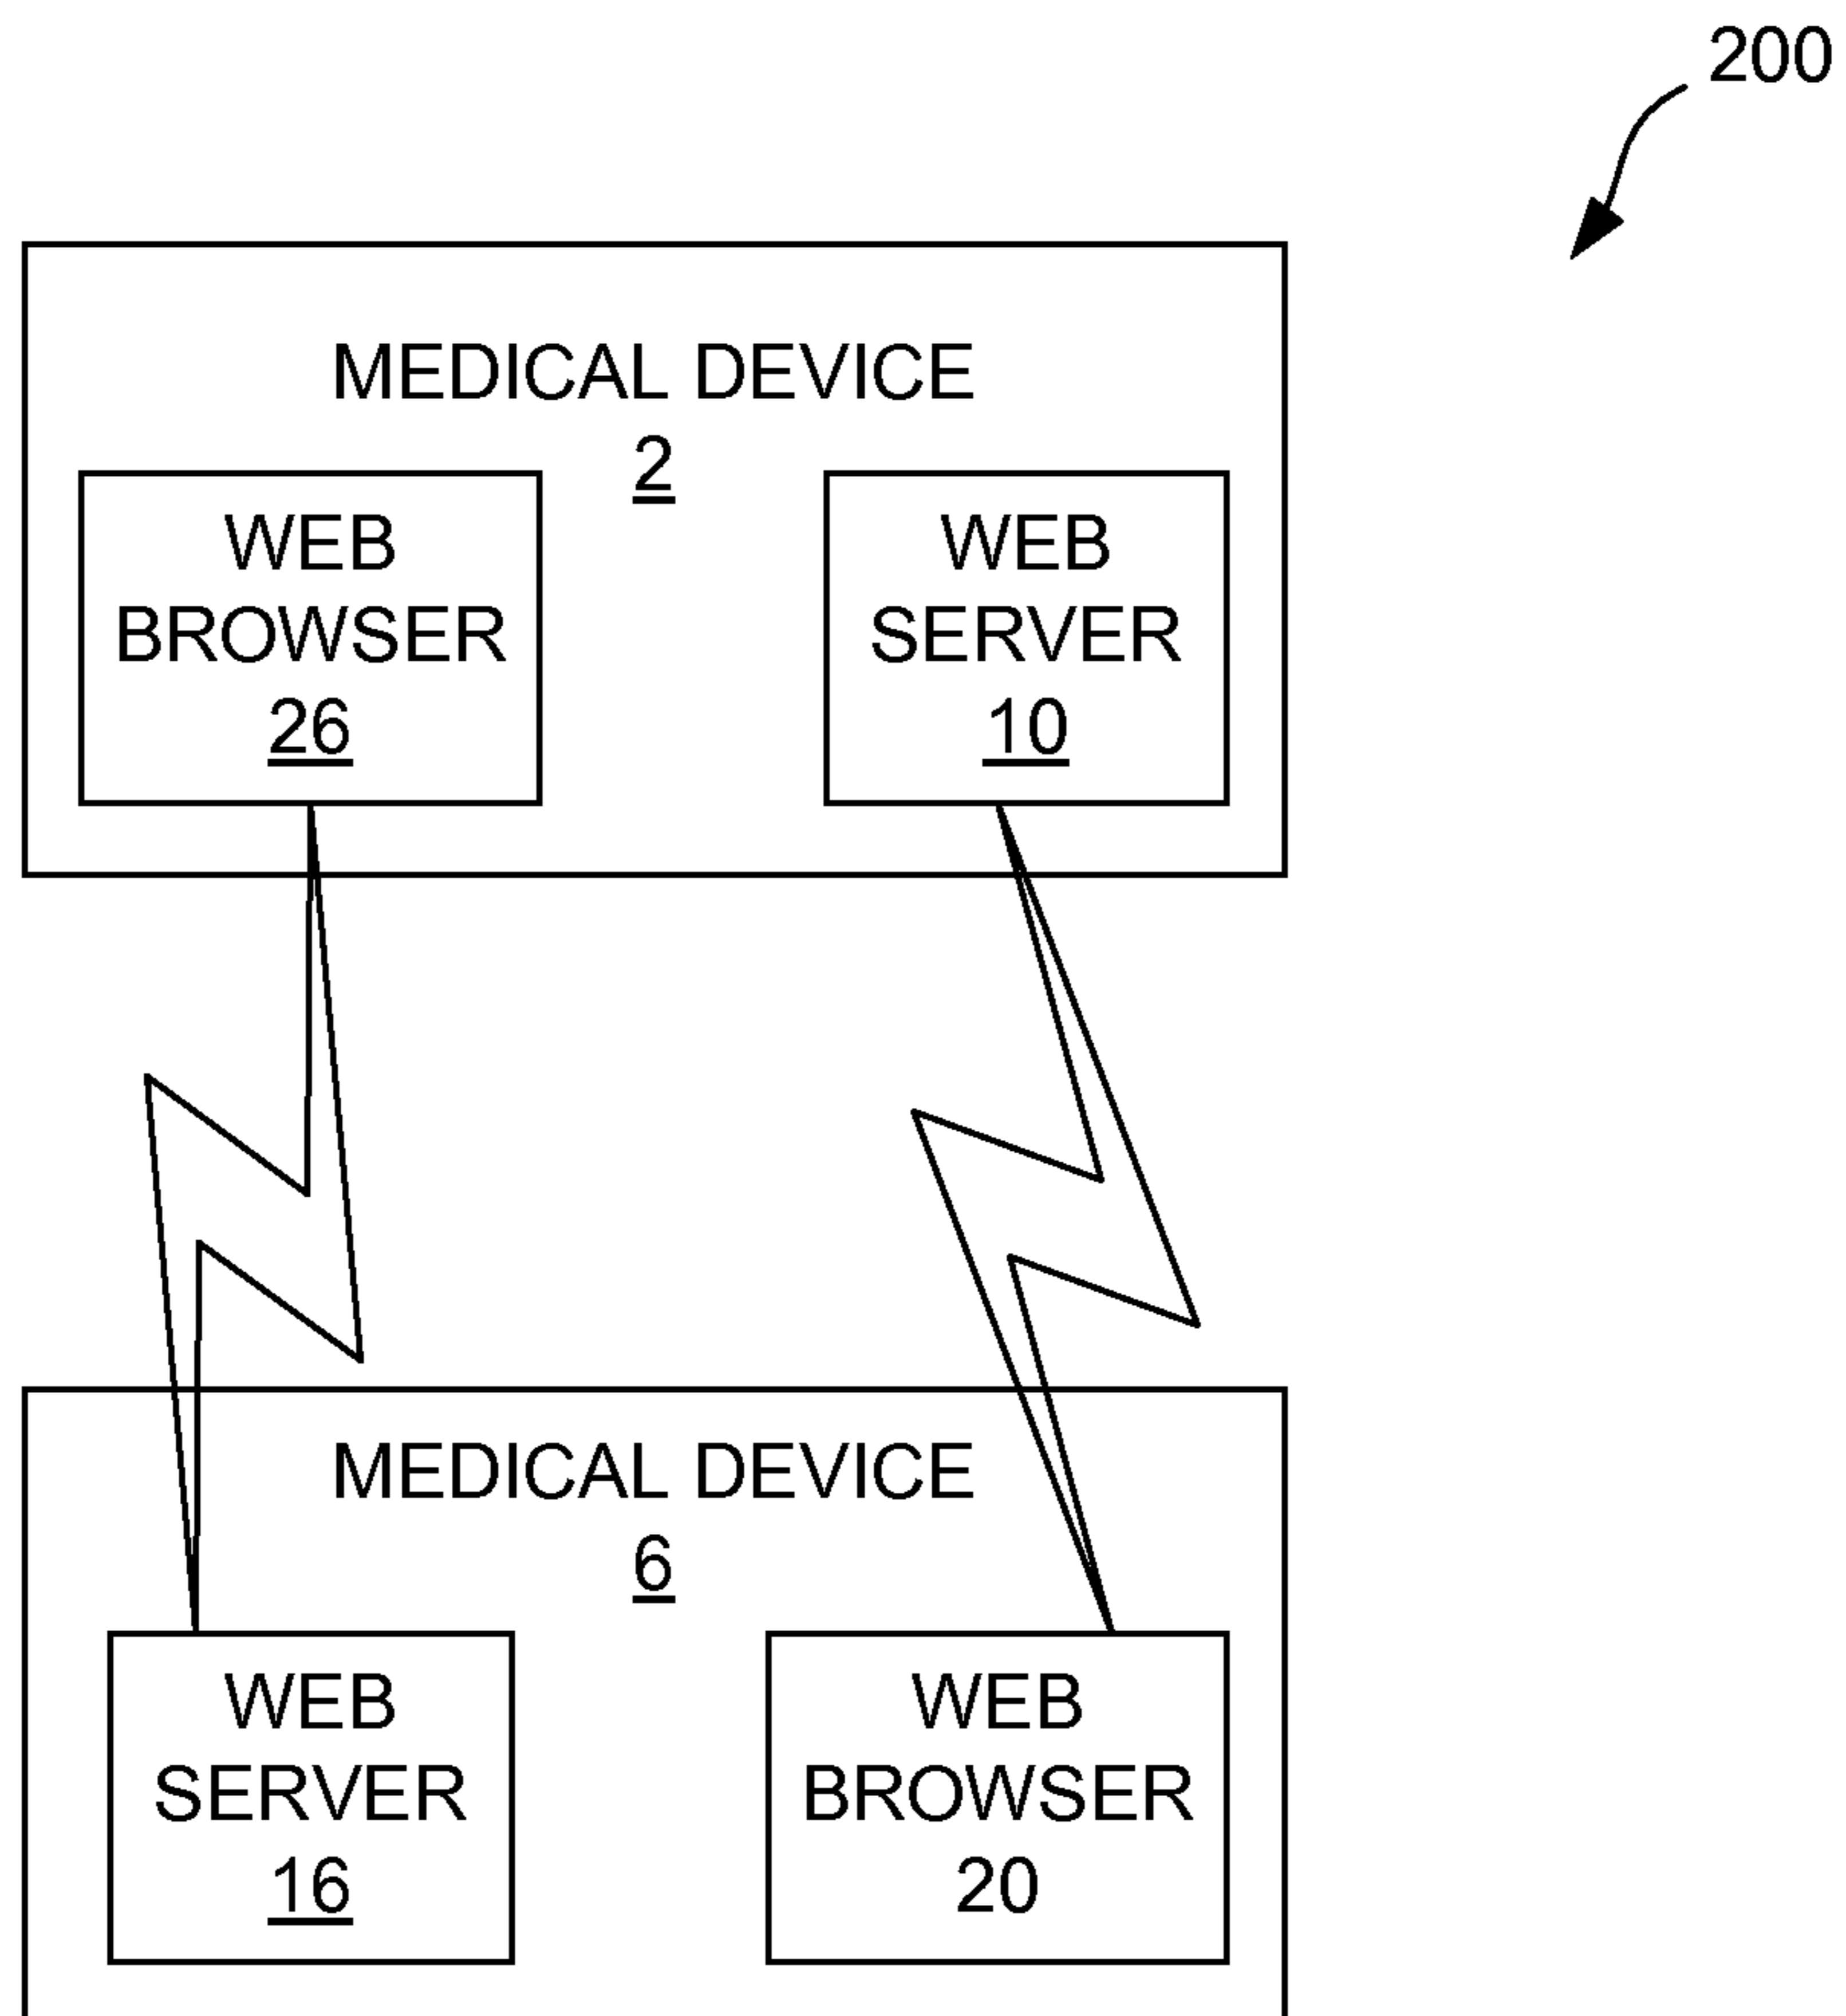 200
MEDICAL DEVICE
2
WEB
BROWSER
26
WEB
SERVER
10
MEDICAL DEVICE
6
WEB
SERVER
16
WEB
BROWSER
20